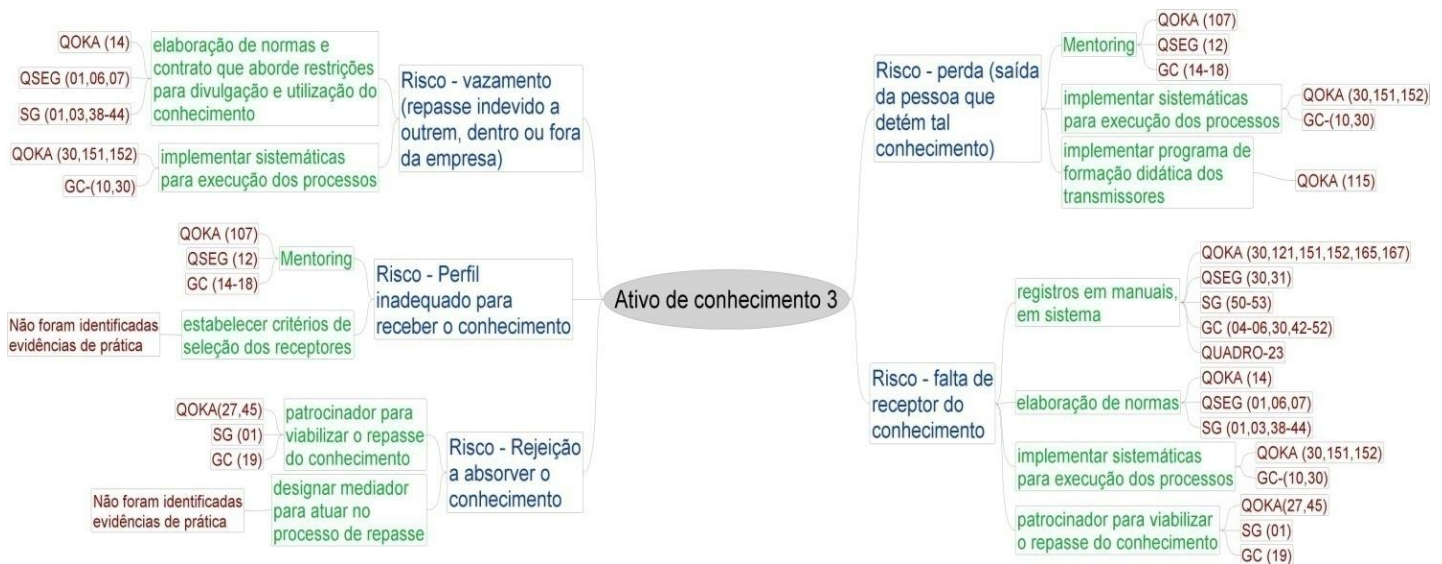 QOKA (14)
QSEG (01,06,07)
SG (01,03,38-44)
elaboração de normas e
contrato que aborde restrições
para divulgação e utilização do
conhecimento
QOKA (30,151,152)
GC-(10,30)
implementar sistemáticas
para execução dos processos
Risco - vazamento
(repasse indevido a
outrem, dentro ou fora
da empresa)
QOKA (107)
QSEG (12)
GC (14-18)
Mentoring
Não foram identificadas
evidências de prática
estabelecer critérios de
seleção dos receptores
Risco - Perfil
inadequado para
receber o conhecimento
QOKA(27,45)
SG (01)
GC (19)
patrocinador para
viabilizar o repasse
do conhecimento
Não foram identificadas
evidências de prática
designar mediador
para atuar no
processo de repasse
Risco - Rejeição
a absorver o
conhecimento
Ativo de conhecimento 3
Risco - perda (saída
da pessoa que
detém tal
conhecimento)
Mentoring
QOKA (107)
QSEG (12)
GC (14-18)
implementar sistemáticas
para execução dos processos
QOKA (30,151,152)
GC-(10,30)
implementar programa de
formação didática dos
transmissores
QOKA (115)
Risco - falta de
receptor do
conhecimento
registros em manuais,
em sistema
QOKA (30,121,151,152,165,167)
QSEG (30,31)
SG (50-53)
GC (04-06,30,42-52)
QUADRO-23
elaboração de normas
QOKA (14)
QSEG (01,06,07)
SG (01,03,38-44)
implementar sistemáticas
para execução dos processos
QOKA (30,151,152)
GC-(10,30)
patrocinador para viabilizar
o repasse do conhecimento
QOKA(27,45)
SG (01)
GC (19)